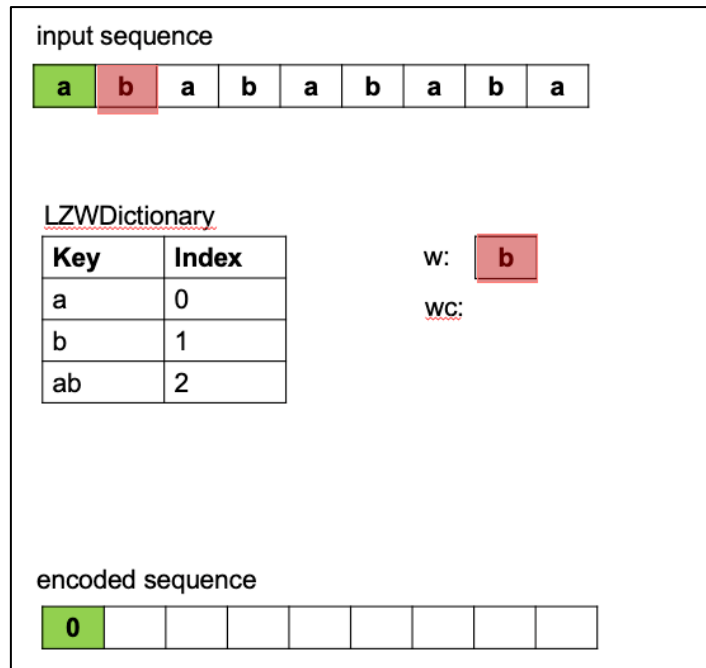 input sequence
a b a b a b a b a
LZWDictionary
Key Index
a 0
w: b
b 1
wc:
ab 2
encoded sequence
0